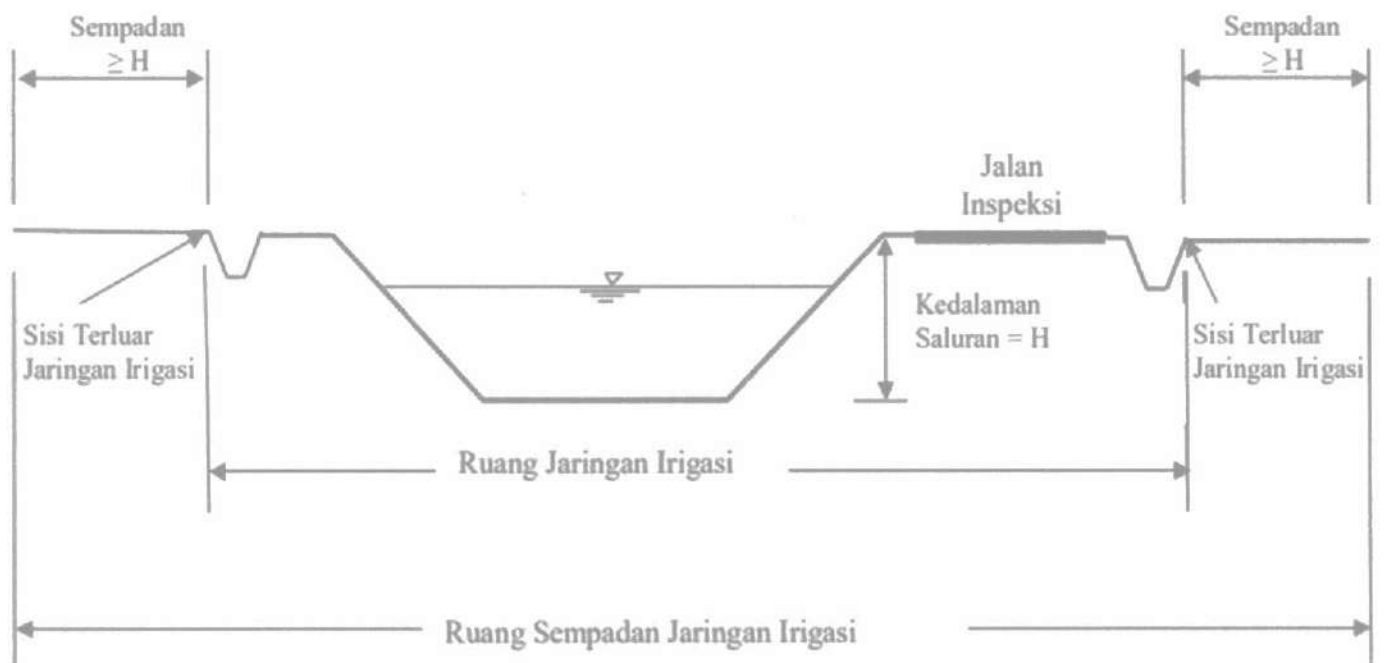 Sempadan
≥ H
Sempadan
≥ H
Jalan
Inspeksi
Sisi Terluar
Jaringan Irigasi
Kedalaman
Saluran = H
Sisi Terluar
Jaringan Irigasi
Ruang Jaringan Irigasi
Ruang Sempadan Jaringan Irigasi